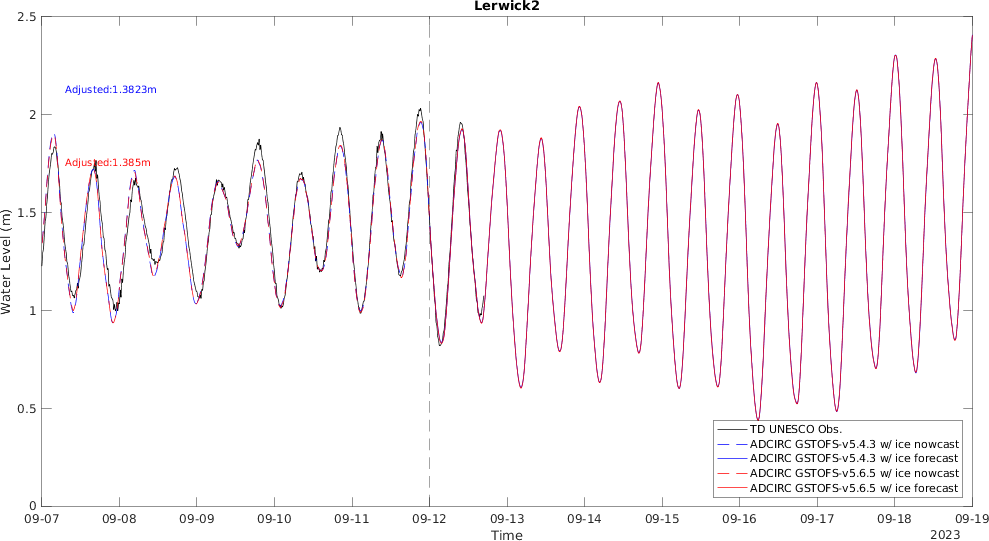 Lerwick2
2.5
2
1.5
1
0.5
0
Water Level (m)
Adjusted:1.3823m
Adjusted:1.385m
TD UNESCO Obs.
ADCIRC GSTOFS-v5.4.3 w/ ice nowcast
ADCIRC GSTOFS-v5.4.3 w/ ice forecast
ADCIRC GSTOFS-v5.6.5 w/ ice nowcast
ADCIRC GSTOFS-v5.6.5 w/ ice forecast
09-07 09-08 09-09 09-10 09-11 09-12 09-13 09-14 09-15 09-16 09-17 09-18 09-19
Time
2023